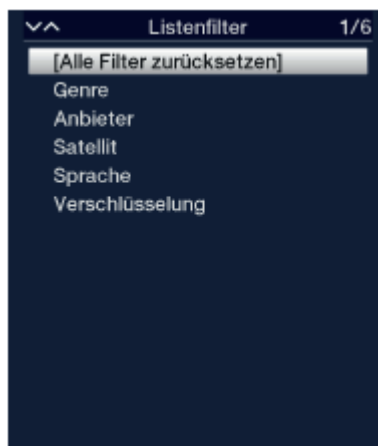 Listenfilter 1/6
[Alle Filter zurücksetzen]
Genre
Anbieter
Satellit
Sprache
Verschlüsselung